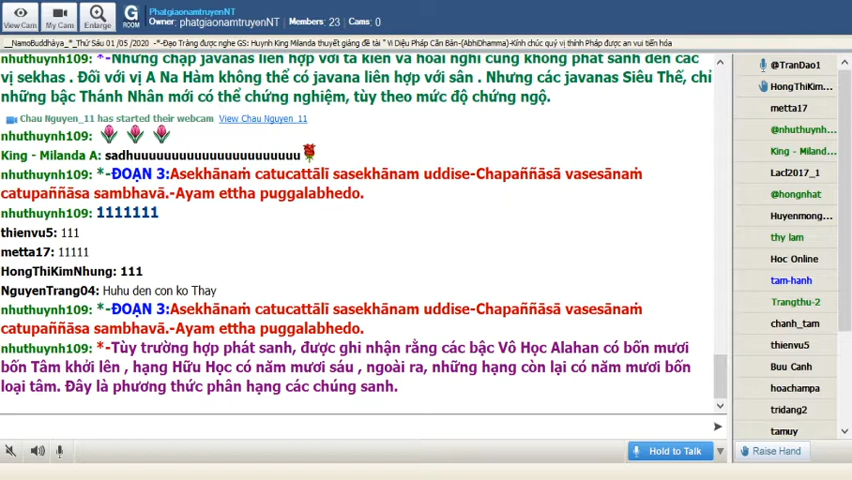 View Cam
My Cam
Enlarge
G
ROOM
PhatgiaonamtruyenNT
Owner: phatgiaonamtruyenNT Members: 23 Cams: 0
__NamoBuddhàya_*_Thứ Sáu 01 /05 /2020 -*-Đạo Tràng được nghe GS: Huynh King Milanda thuyết giảng đề tài " Vi Diệu Pháp Căn Bản-(AbhiDhamma)-Kính chúc quý vị thính Pháp được an vui tiến hóa
nhuthuynh109: *-Những chặp javanas liên hợp với tà kiến và hoài nghi cũng không phát sanh đến các
vị sekhas . Đối với vị A Na Hàm không thể có javana liên hợp với sân . Nhưng các javanas Siêu Thế, chỉ
những bậc Thánh Nhân mới có thể chứng nghiệm, tùy theo mức độ chứng ngộ.
Chau Nguyen_11 has started their webcam View Chau Nguyen_11
nhuthuynh109:
King - Milanda A: sadhuuuuuuuuuuuuuuuuuuuuuu
nhuthuynh109: *-ĐOẠN 3:Asekhānaṁ catucattālī sasekhānam uddise-Chapaññāsā vasesānaṁ
catupaññāsa sambhavā.-Ayam ettha puggalabhedo.
nhuthuynh109: 1111111
thienvu5: 111
metta17: 11111
HongThiKimNhung: 111
NguyenTrang04: Huhu den con ko Thay
nhuthuynh109: *-ĐOẠN 3:Asekhānaṁ catucattālī sasekhānam uddise-Chapaññāsā vasesānaṁ
catupaññāsa sambhavā.-Ayam ettha puggalabhedo.
nhuthuynh109: *-Tùy trường hợp phát sanh, được ghi nhận rằng các bậc Vô Học Alahan có bốn mươi
bốn Tâm khởi lên , hạng Hữu Học có năm mươi sáu , ngoài ra, những hạng còn lại có năm mươi bốn
loại tâm. Đây là phương thức phân hạng các chúng sanh.
Hold to Talk
@TranDao1
HongThiKim...
metta17
@nhuthuynh...
King - Miland...
Lacl2017_1
@hongnhat
Huyenmong...
thy lam
Hoc Online
tam-hanh
Trangthu-2
chanh_tam
thienvu5
Buu Canh
hoachampa
tridang2
tamuy
Raise Hand